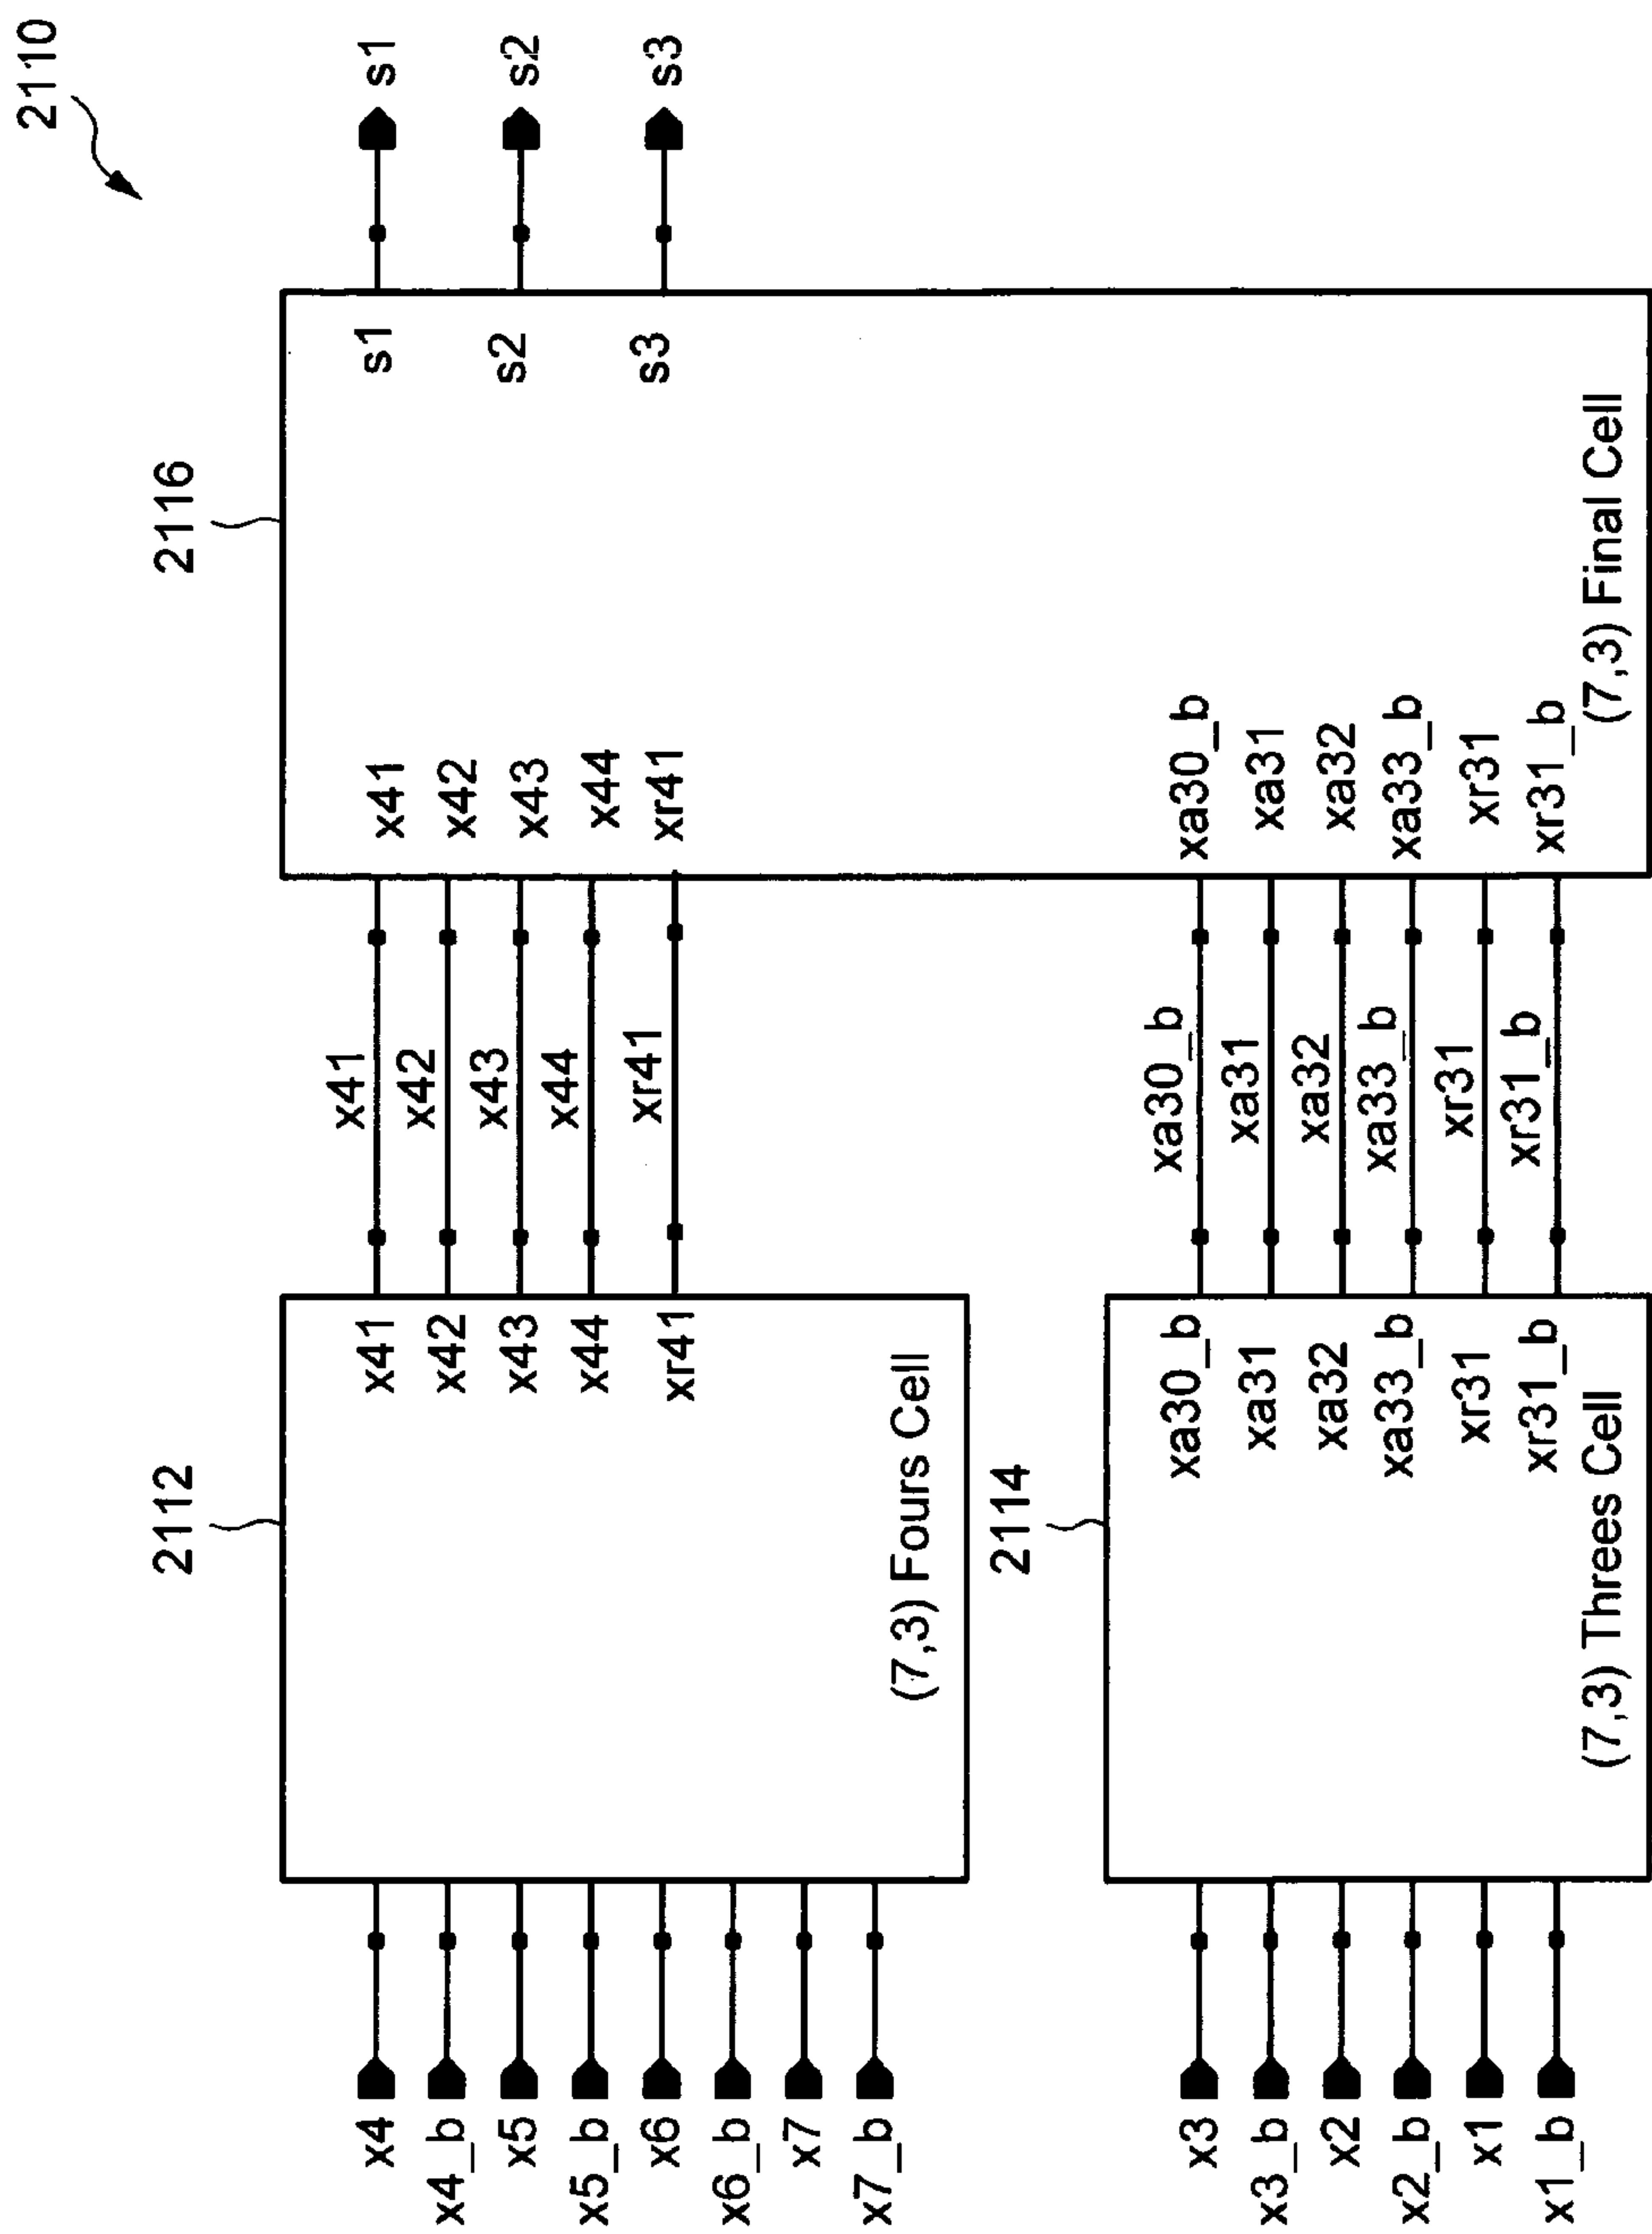 2110
2112
x4
x4_b
x5
x5_b
x6
x6_b
x7
x7_b
x41
x42
x43
x44
xr41
(7,3) Fours Cell
x41
x42
x43
x44
xr41
2114
x3
x3_b
x2
x2_b
x1
x1_b
xa30_b
xa31
xa32
xa33_b
xr31
xr31_b
(7,3) Threes Cell
xa30_b
xa31
xa32
xa33_b
xr31
xr31_b
2116
x41
x42
x43
x44
xr41
xa30_b
xa31
xa32
xa33_b
xr31
xr31_b
s1
s2
s3
(7,3) Final Cell
s1
s2
s3